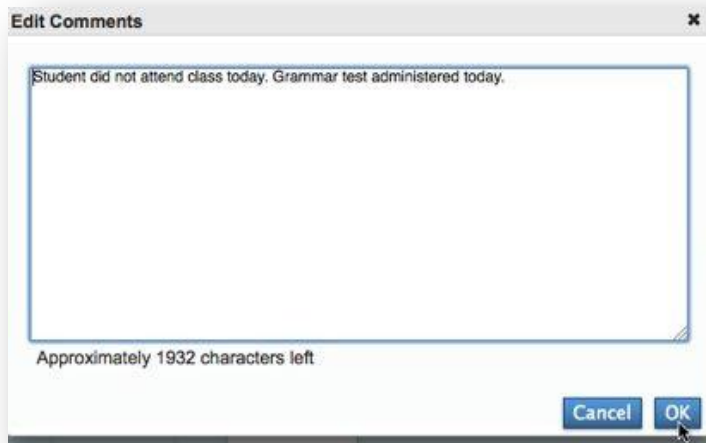 Edit Comments
Student did not attend class today. Grammar test administered today.
Approximately 1932 characters left
Cancel OK